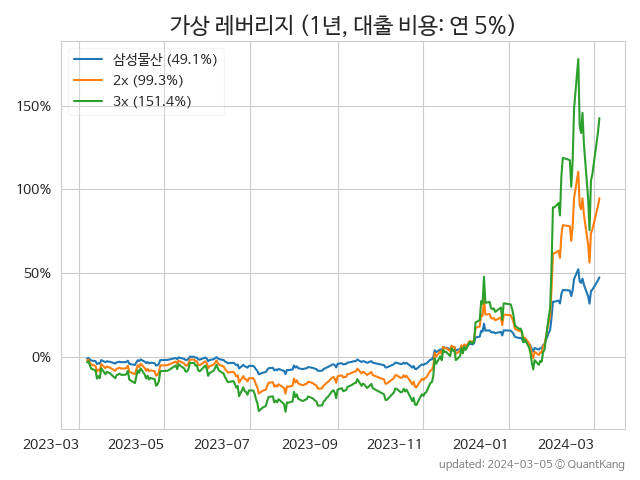 가상 레버리지 (1년, 대출 비용: 연 5%)
삼성물산 (49.1%)
2x (99.3%)
3x (151.4%)
150%
100%
50%
0%
2023-03 2023-05 2023-07 2023-09 2023-11 2024-01 2024-03
updated: 2024-03-05 © QuantKang